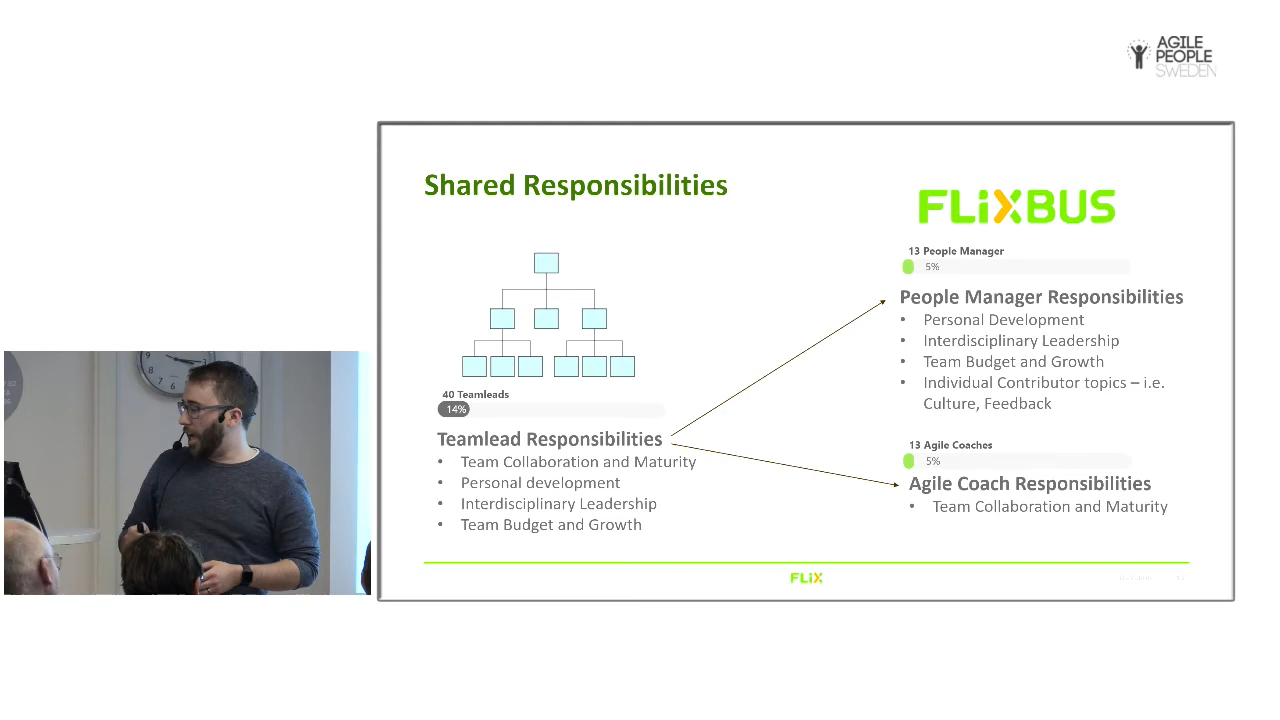 AGILE
PEOPLE
SWEDEN
Shared Responsibilities
FLiXBUS
40 Teamleads
14%
Teamlead Responsibilities
• Team Collaboration and Maturity
• Personal development
• Interdisciplinary Leadership
• Team Budget and Growth
13 People Manager
5%
People Manager Responsibilities
• Personal Development
• Interdisciplinary Leadership
• Team Budget and Growth
• Individual Contributor topics – i.e.
Culture, Feedback
13 Agile Coaches
5%
Agile Coach Responsibilities
• Team Collaboration and Maturity
FLiX